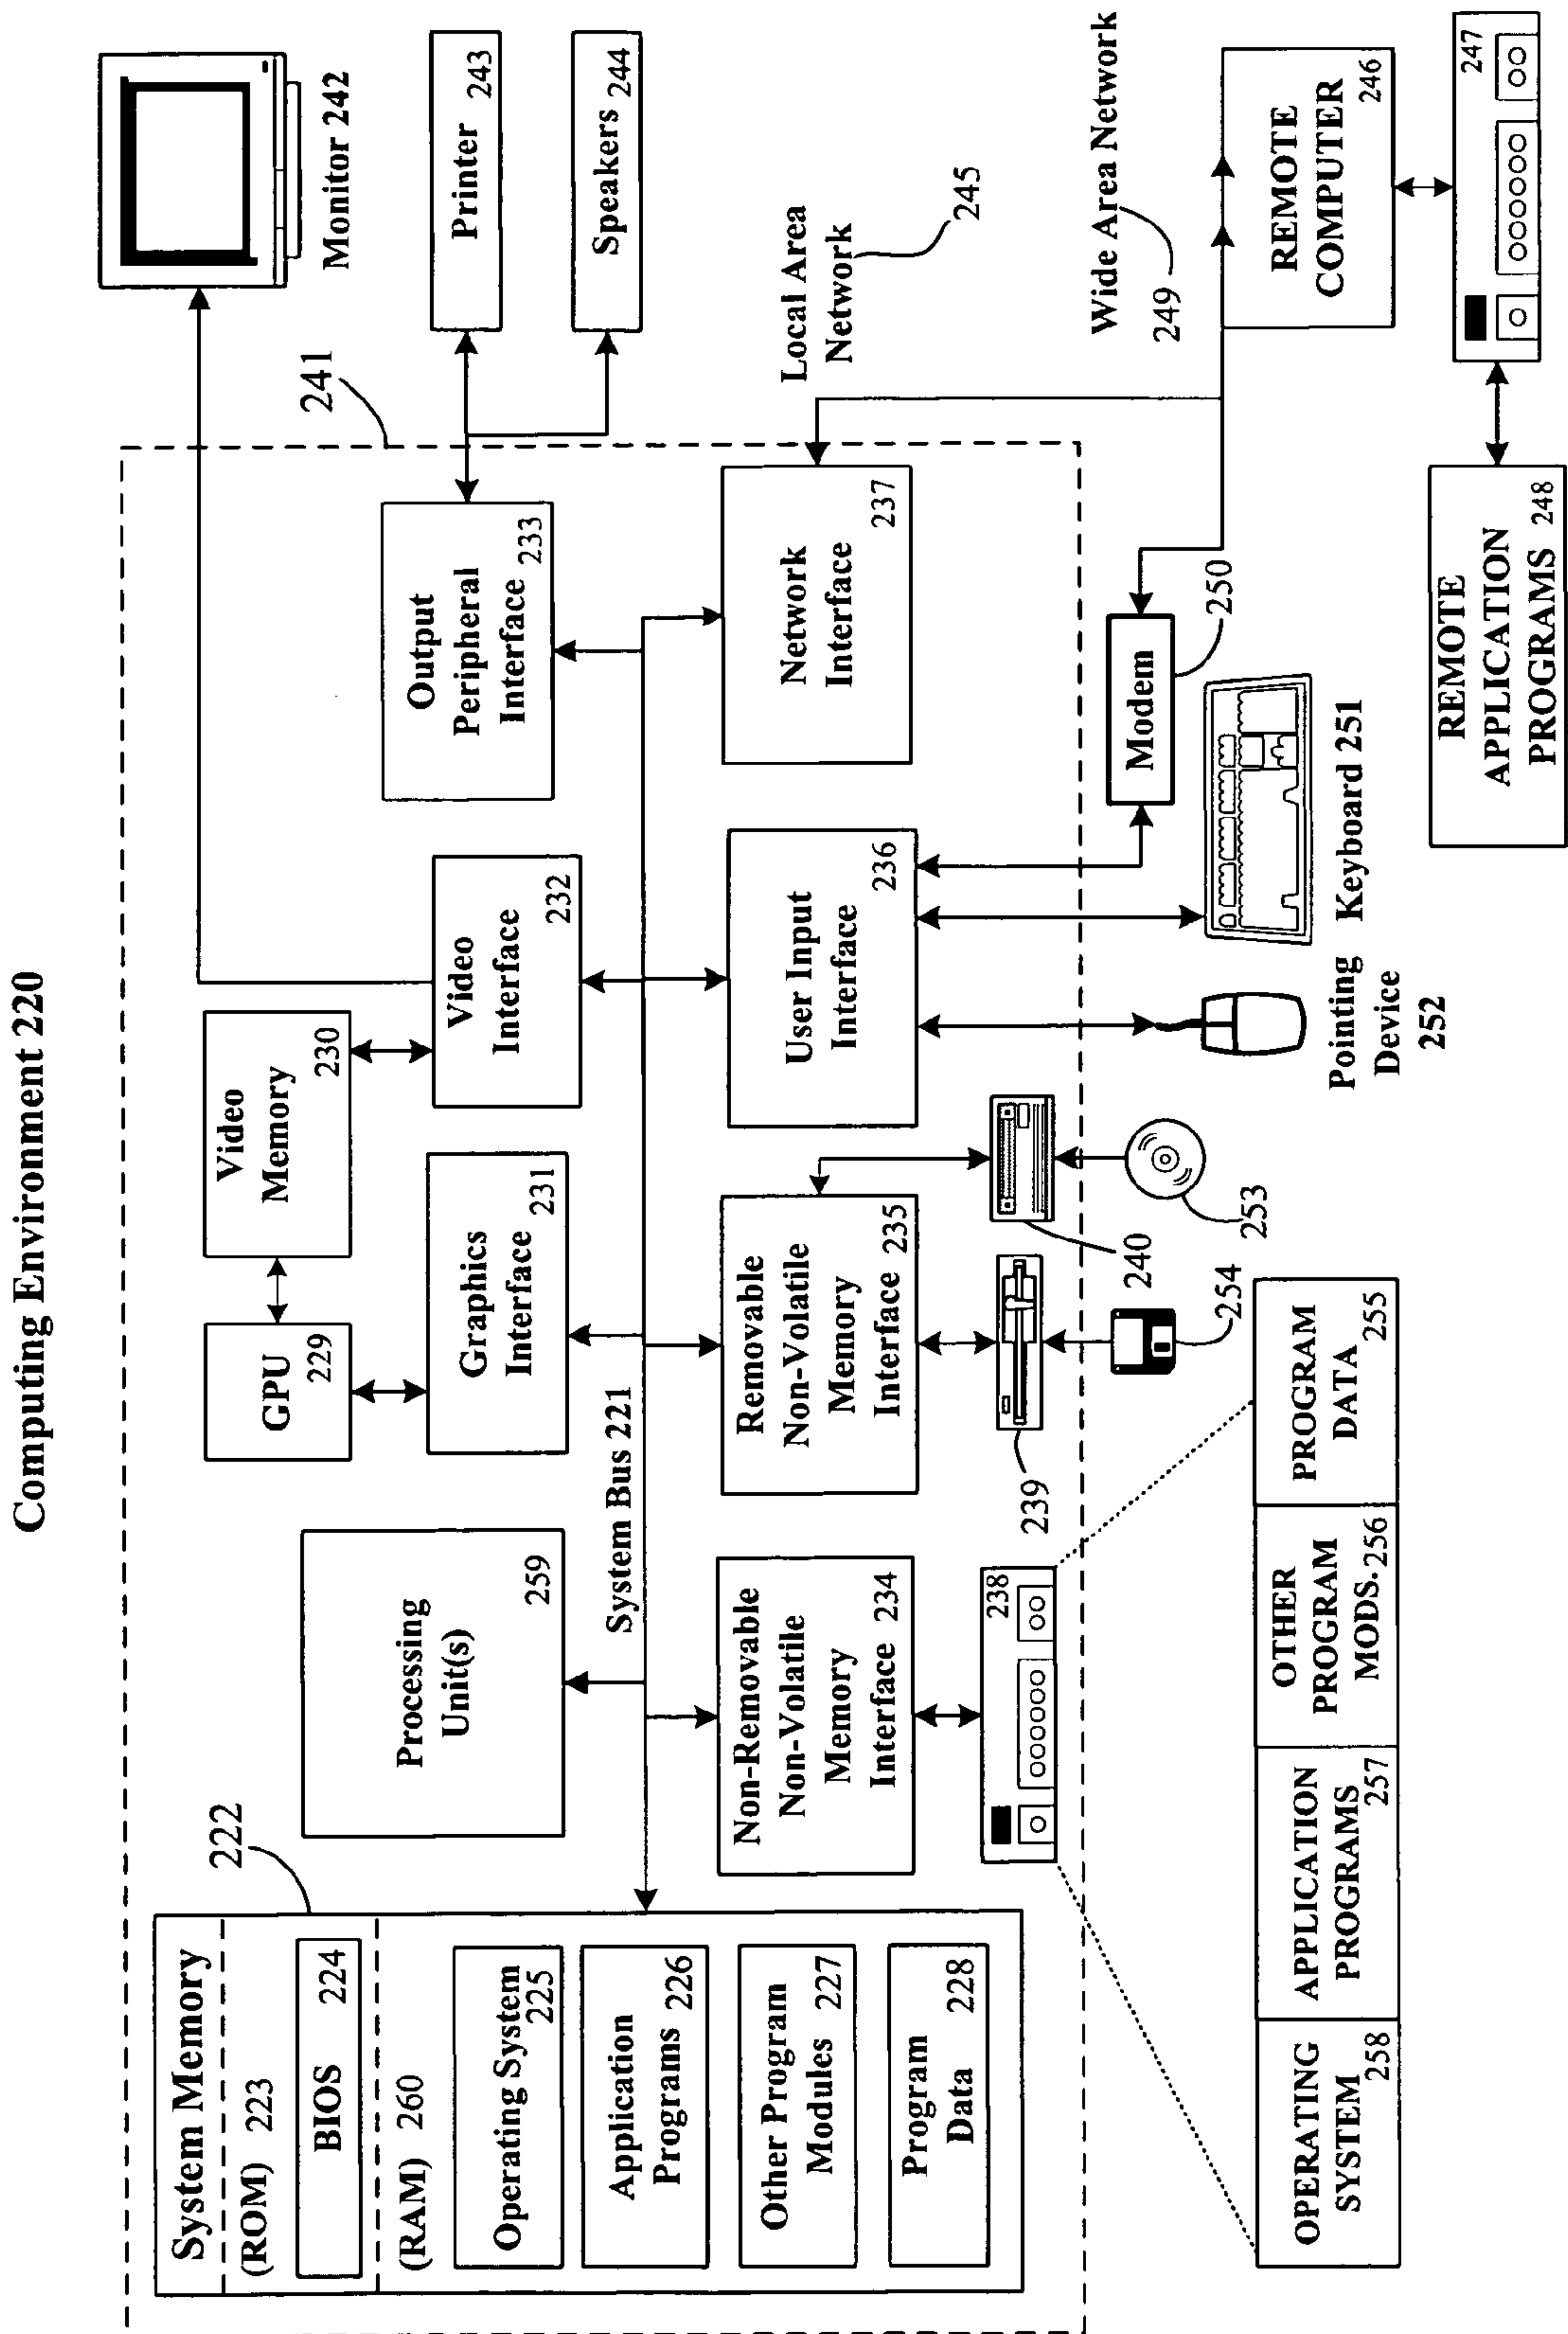 Computing Environment 220
222
241
System Memory
(ROM) 223
BIOS 224
(RAM) 260
Operating System
225
Application
Programs 226
Other Program
Modules 227
Program
Data 228
Processing
Unit(s)
259
GPU
229
Video
Memory
230
Graphics
Interface
231
Video
Interface
232
Output
Peripheral
Interface
233
System Bus 221
Non-Removable
Non-Volatile
Memory
Interface 234
Removable
Non-Volatile
Memory
Interface 235
User Input
Interface
236
Network
Interface
237
238
239
240
254
253
Monitor 242
Printer
243
Speakers 244
Local Area
Network
245
Wide Area Network
249
Modem
250
Pointing
Device
252
Keyboard 251
REMOTE
COMPUTER
246
247
REMOTE
APPLICATION
PROGRAMS 248
OPERATING
SYSTEM
258
APPLICATION
PROGRAMS
257
OTHER
PROGRAM
MODS. 256
PROGRAM
DATA
255